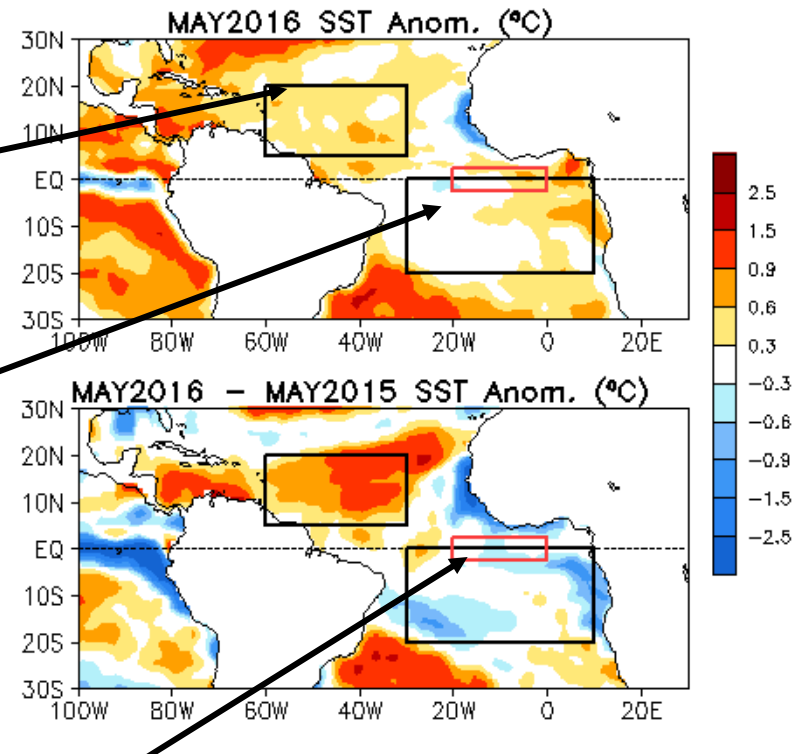 MAY2016 SST Anom. (ºC)
30N
20N
10N
EQ
10S
20S
30S
100W 80W 60W 40W 20W 0 20E
MAY2016 – MAY2015 SST Anom. (ºC)
30N
20N
10N
EQ
10S
20S
30S
100W 80W 60W 40W 20W 0 20E
2.5
1.5
0.9
0.6
0.3
−0.3
−0.6
−0.9
−1.5
−2.5